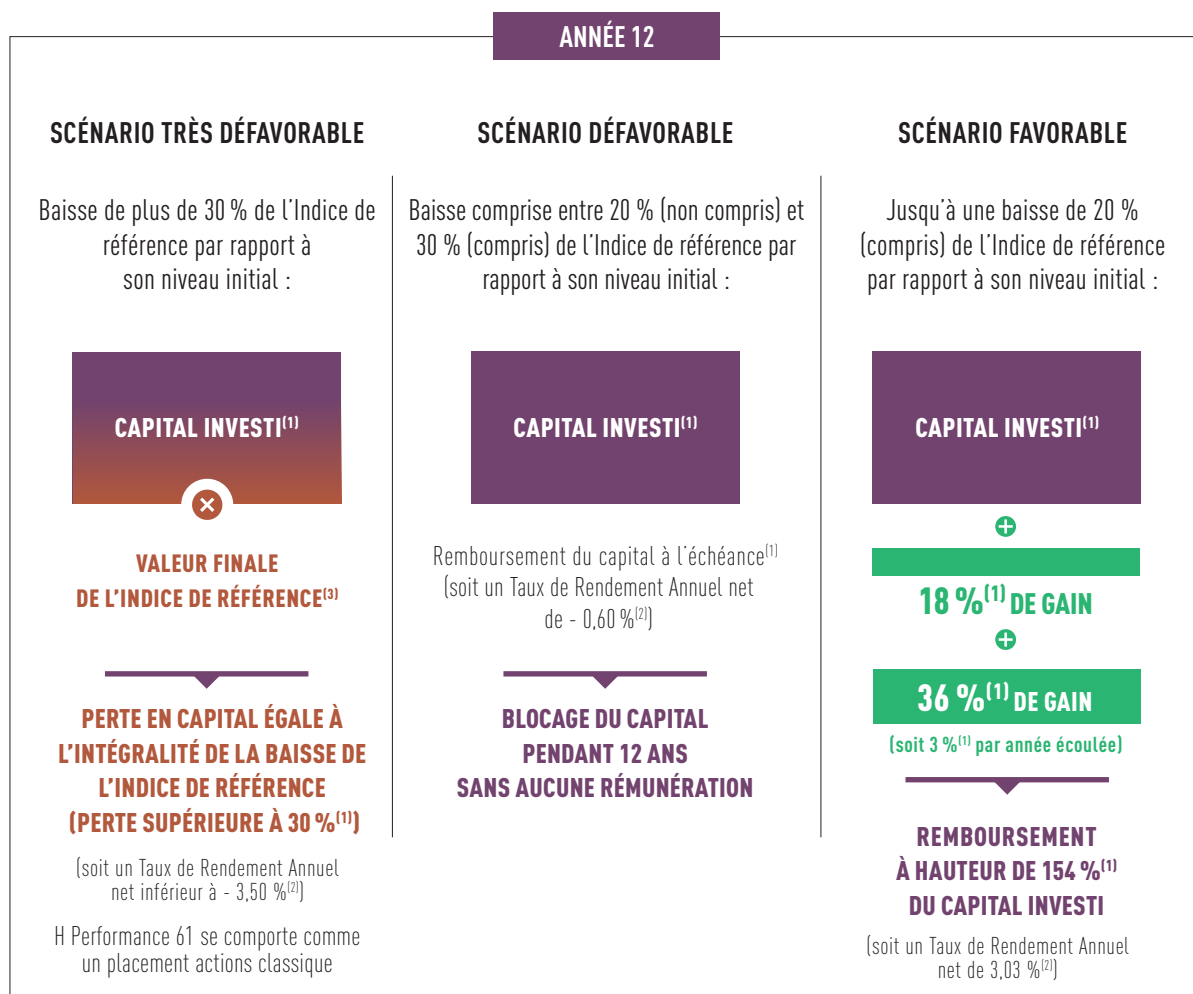 ANNÉE 12
SCÉNARIO TRÈS DÉFAVORABLE
Baisse de plus de 30 % de l'Indice de
référence par rapport à
son niveau initial :
CAPITAL INVESTI(1)
VALEUR FINALE
DE L'INDICE DE RÉFÉRENCE(3)
PERTE EN CAPITAL ÉGALE À
L'INTÉGRALITÉ DE LA BAISSE DE
L'INDICE DE RÉFÉRENCE
(PERTE SUPÉRIEURE À 30 %(1))
(soit un Taux de Rendement Annuel
net inférieur à - 3,50 %(2))
H Performance 61 se comporte comme
un placement actions classique
SCÉNARIO DÉFAVORABLE
Baisse comprise entre 20 % (non compris) et
30 % (compris) de l'Indice de référence par
rapport à son niveau initial :
CAPITAL INVESTI(1)
Remboursement du capital à l'échéance(1)
(soit un Taux de Rendement Annuel net
de - 0,60 %(2))
BLOCAGE DU CAPITAL
PENDANT 12 ANS
SANS AUCUNE RÉMUNÉRATION
SCÉNARIO FAVORABLE
Jusqu'à une baisse de 20 %
(compris) de l'Indice de référence
par rapport à son niveau initial :
CAPITAL INVESTI(1)
18 %(1) DE GAIN
36 %(1) DE GAIN
(soit 3 %(1) par année écoulée)
REMBOURSEMENT
À HAUTEUR DE 154 %(1)
DU CAPITAL INVESTI
(soit un Taux de Rendement Annuel
net de 3,03 %(2))